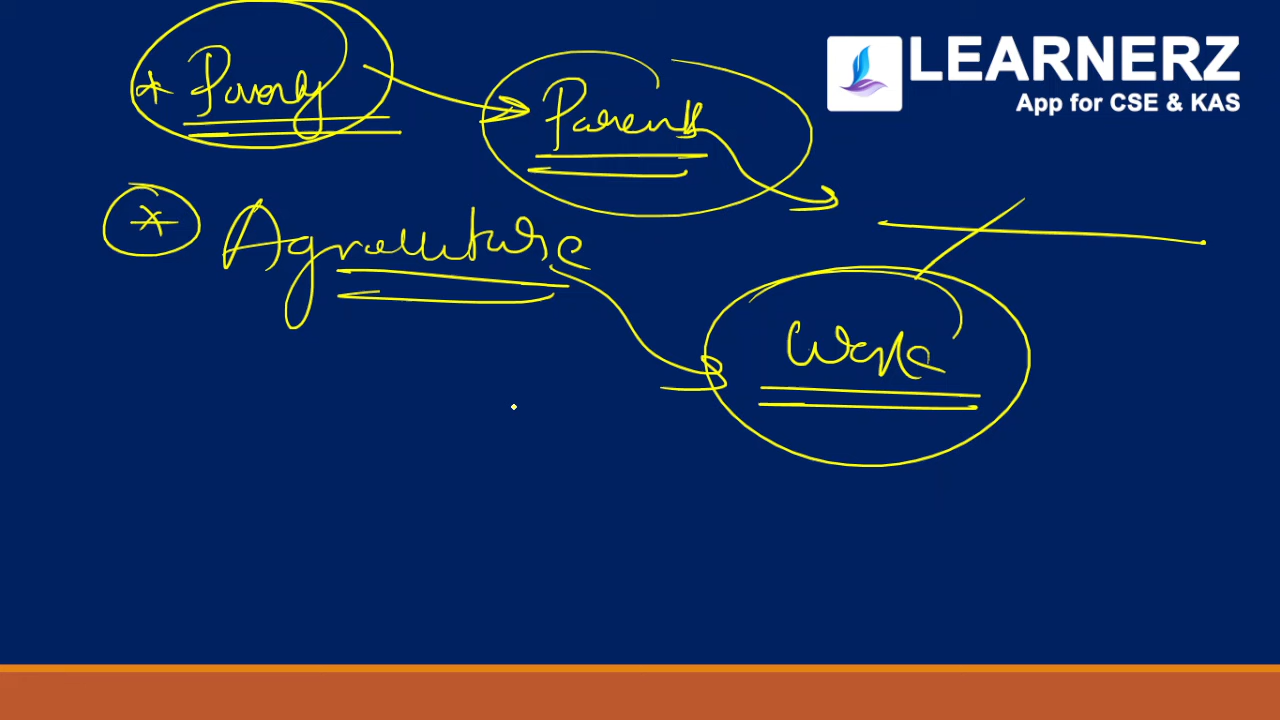 LEARNERZ
App for CSE & KAS
* Poverty
Parents
* Agriculture
Work